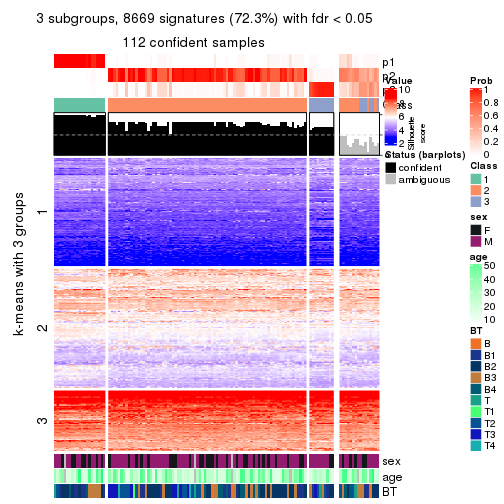 3 subgroups, 8669 signatures (72.3%) with fdr < 0.05
112 confident samples
p1
p2
Value
10
8
6
4
2
Silhouette
score
Status (barplots)
confident
ambiguous
Prob
1
0.8
0.6
0.4
0.2
0
Class
1
2
3
sex
F
M
age
50
40
30
20
10
BT
B
B1
B2
B3
B4
T
T1
T2
T3
T4
k-means with 3 groups
1
2
3
sex
age
BT